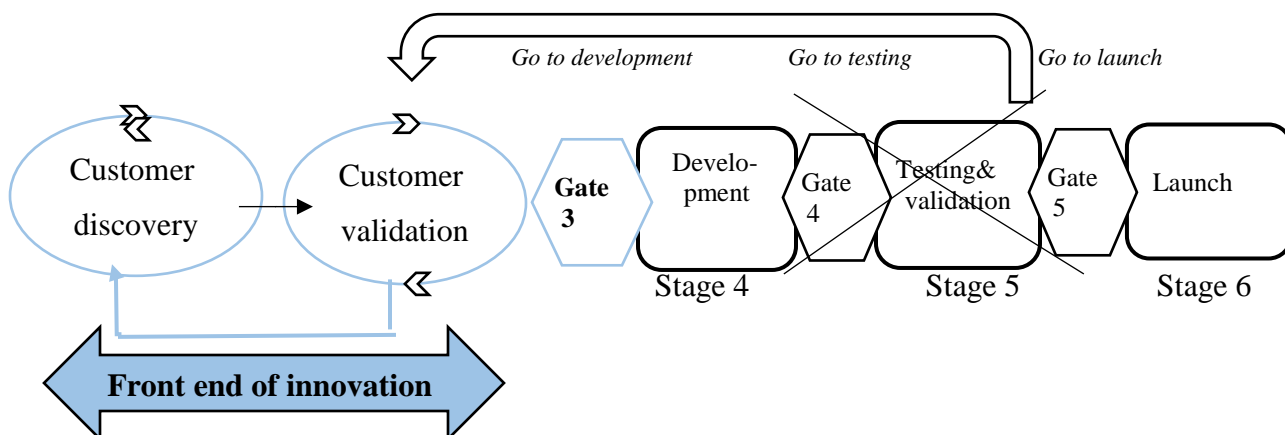 Go to development
Go to testing
Go to launch
Customer
discovery
Customer
validation
Gate
3
Develo-
pment
Gate
4
Testing&
validation
Gate
5
Launch
Stage 4
Stage 5
Stage 6
Front end of innovation